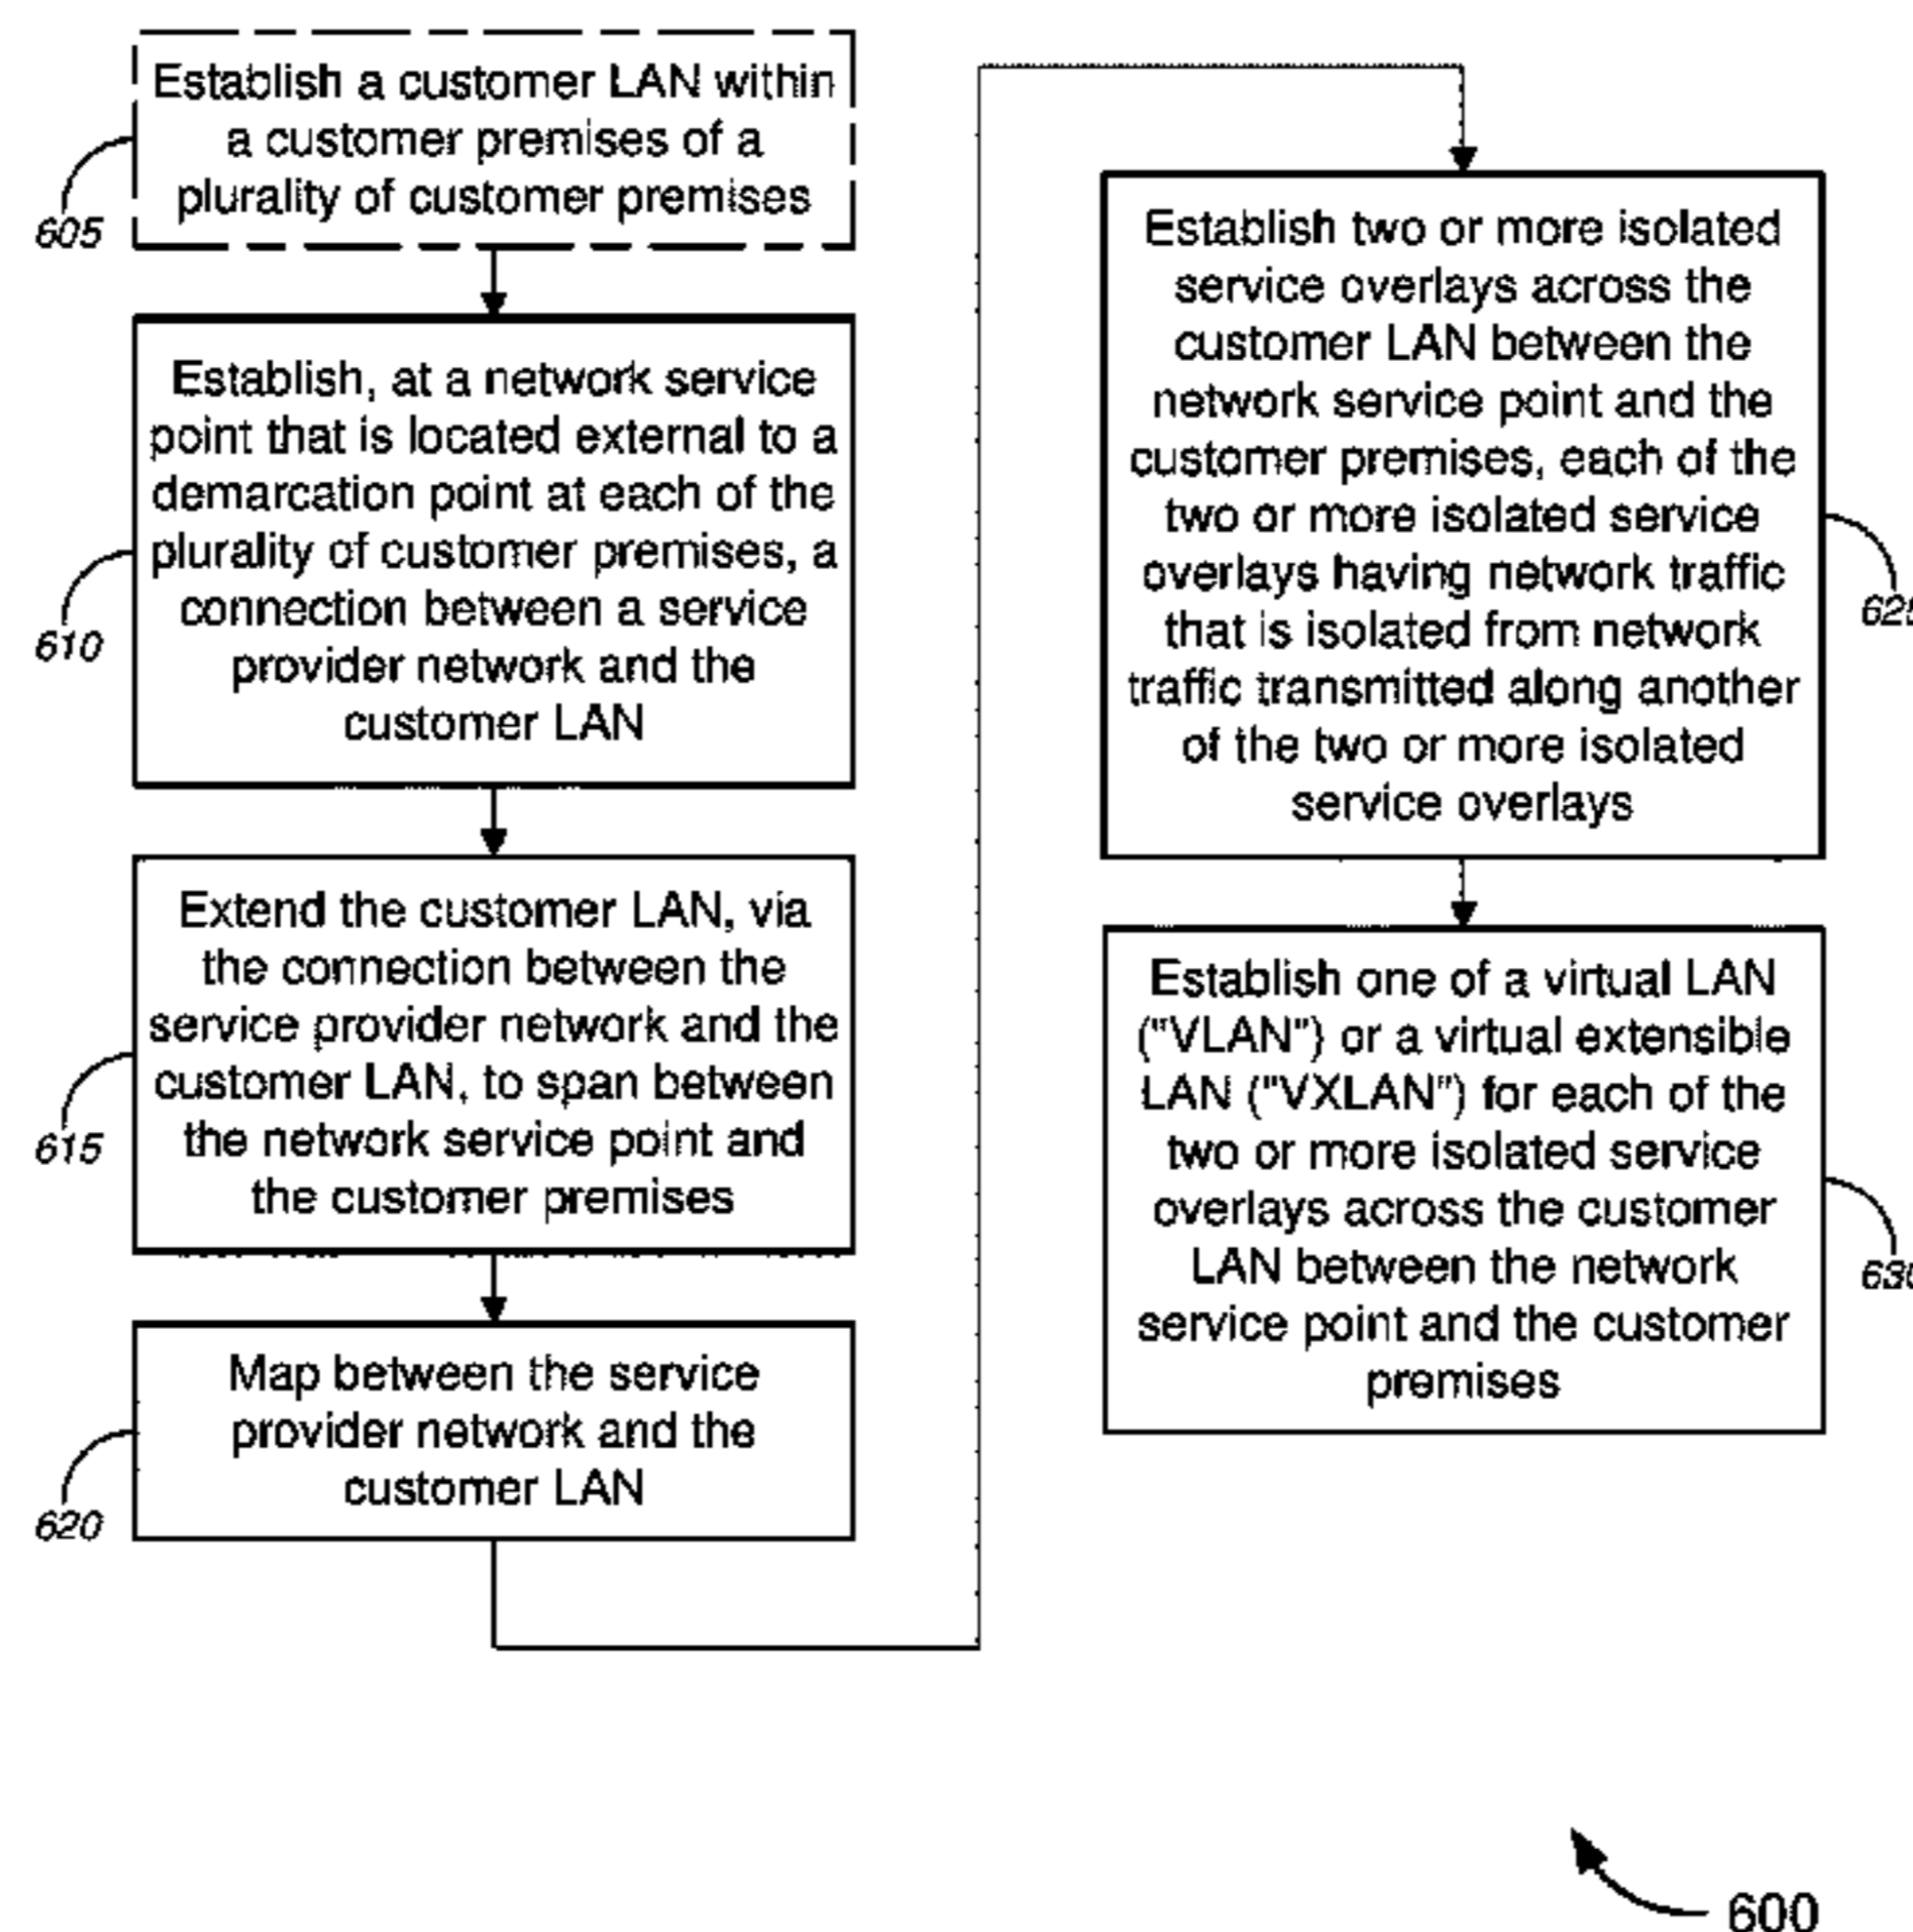 Establish a customer LAN within
a customer premises of a
plurality of customer premises
605
Establish, at a network service
point that is located external to a
demarcation point at each of the
plurality of customer premises, a
connection between a service
provider network and the
customer LAN
610
Extend the customer LAN, via
the connection between the
service provider network and the
customer LAN, to span between
the network service point and
the customer premises
615
Map between the service
provider network and the
customer LAN
620
Establish two or more isolated
service overlays across the
customer LAN between the
network service point and the
customer premises, each of the
two or more isolated service
overlays having network traffic
that is isolated from network
traffic transmitted along another
of the two or more isolated
service overlays
625
Establish one of a virtual LAN
("VLAN") or a virtual extensible
LAN ("VXLAN") for each of the
two or more isolated service
overlays across the customer
LAN between the network
service point and the customer
premises
630
600